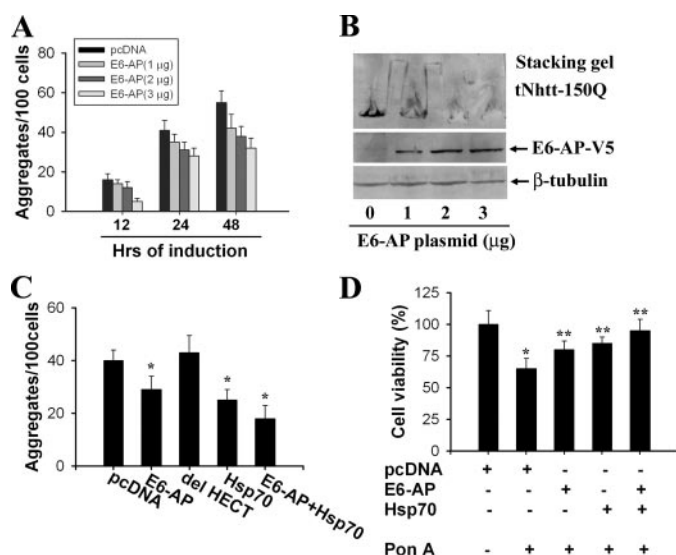 A
Aggregates/100 cells
60
40
20
0
pcDNA
E6-AP(1 µg)
E6-AP(2 µg)
E6-AP(3 µg)
12 24 48
Hrs of induction
B
Stacking gel
tNhtt-150Q
E6-AP-V5
β-tubulin
0 1 2 3
E6-AP plasmid (µg)
C
Aggregates/100cells
60
40
20
0
* * *
pcDNA
E6-AP
del HECT
Hsp70
E6-AP+Hsp70
D
Cell viability (%)
125
100
75
50
25
0
* ** ** **
pcDNA + + - - -
E6-AP - - + - +
Hsp70 - - - + +
Pon A - + + + +